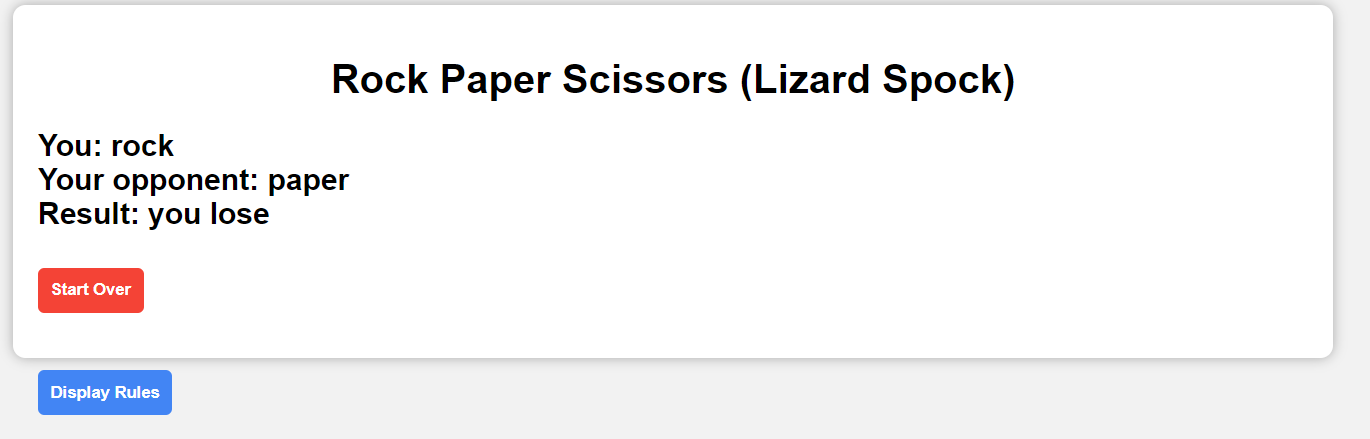 Rock Paper Scissors (Lizard Spock)
You: rock
Your opponent: paper
Result: you lose
Start Over
Display Rules